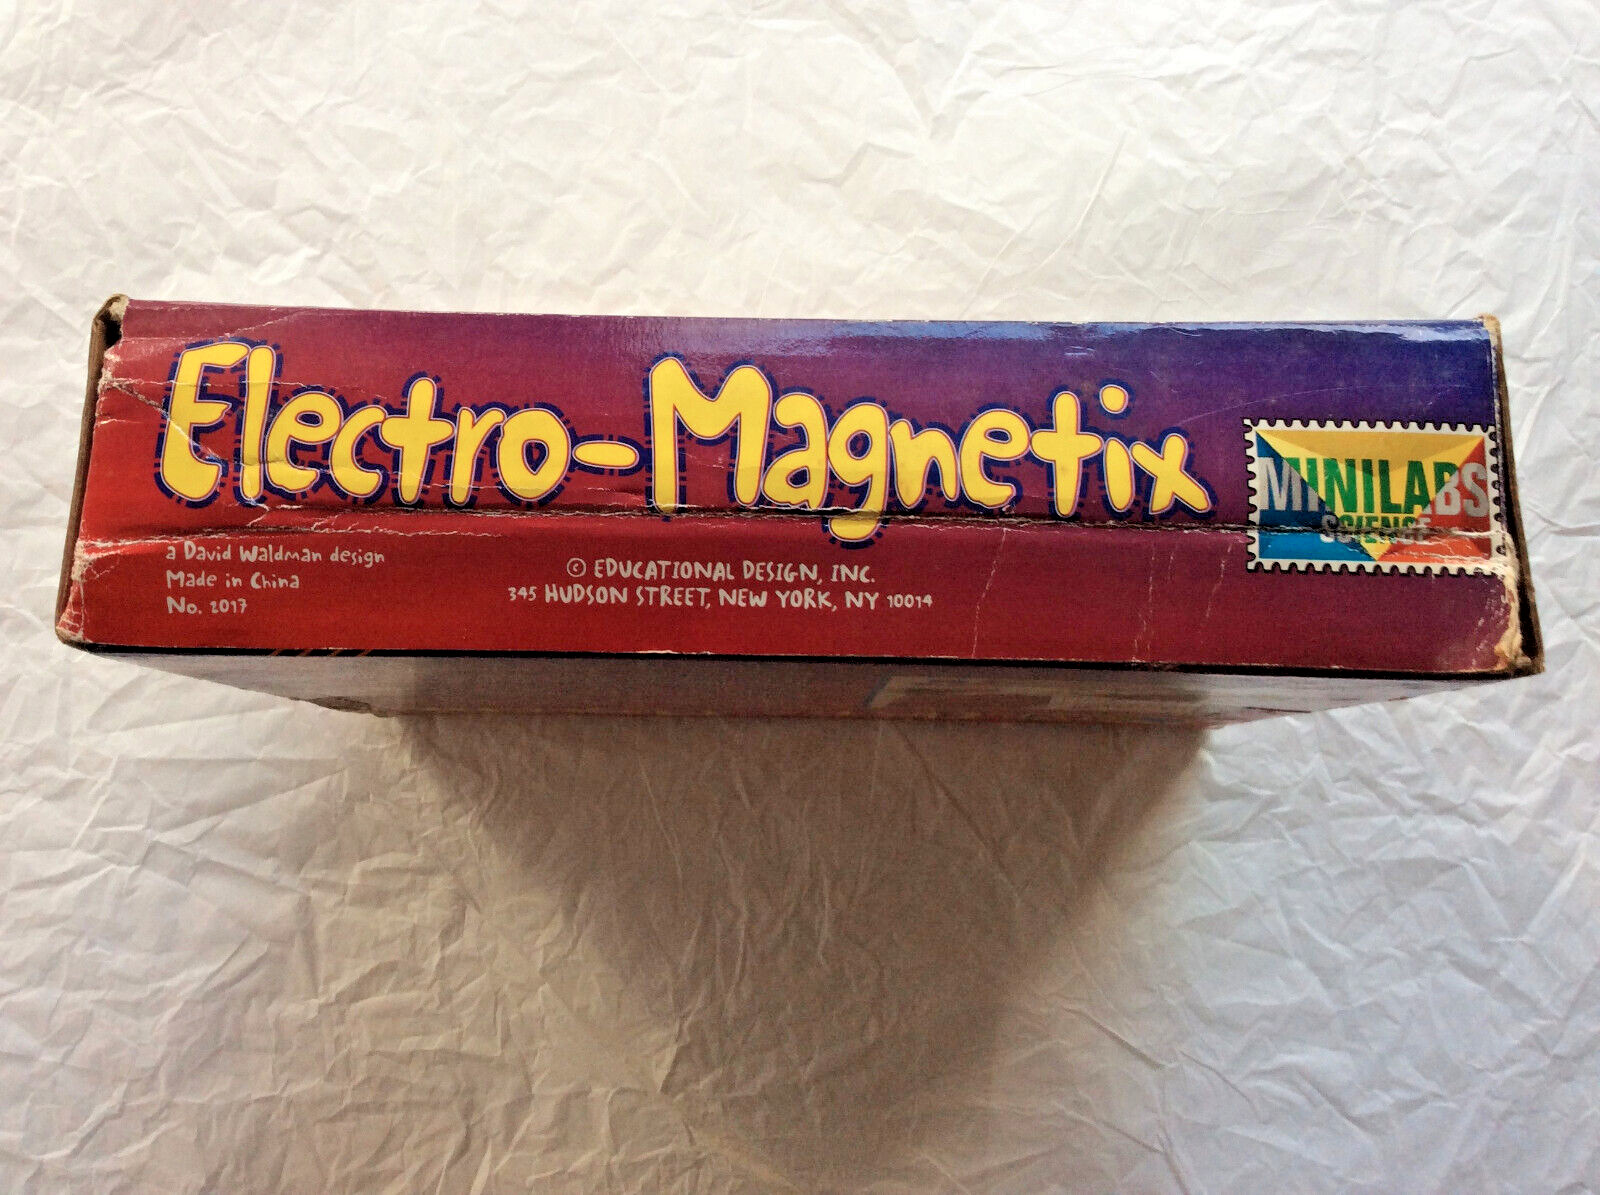 Electro-Magnetix
MINILABS
SCIENCE
a David Waldman design
Made in China
No. 2017
© EDUCATIONAL DESIGN, INC.
345 HUDSON STREET, NEW YORK, NY 10014